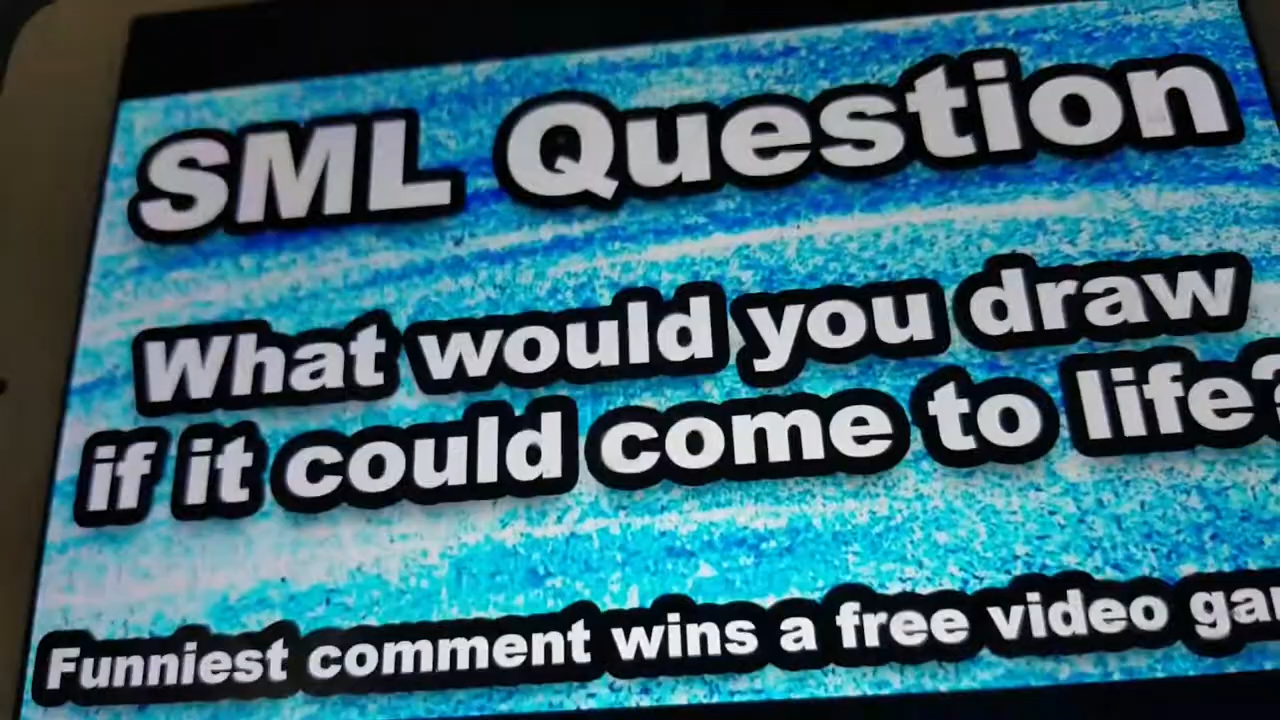 SML Question
What would you draw
if it could come to life?
Funniest comment wins a free video